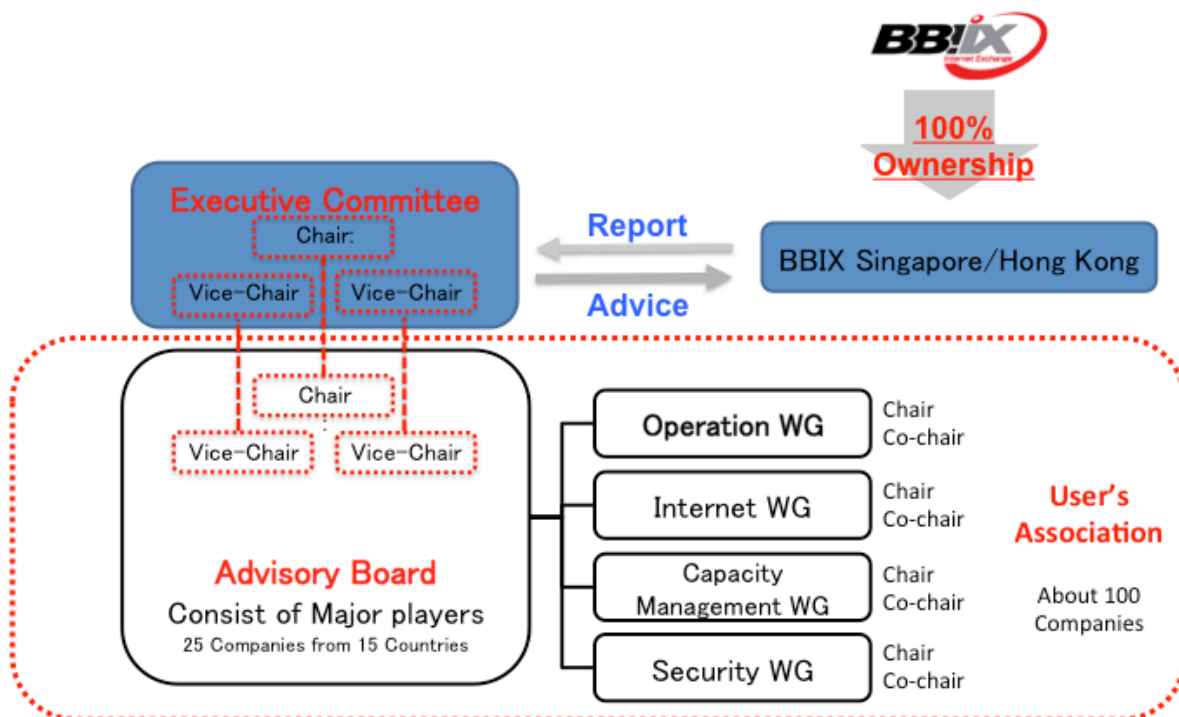 BB!iX
Internet Exchange
100%
Ownership
Executive Committee
Chair:
Vice-Chair
Vice-Chair
Report
Advice
BBIX Singapore/Hong Kong
Chair
:
Vice-Chair
Vice-Chair
Advisory Board
Consist of Major players
25 Companies from 15 Countries
Operation WG
Chair
Co-chair
Internet WG
Chair
Co-chair
Capacity
Management WG
Chair
Co-chair
Security WG
Chair
Co-chair
User’s
Association
About 100
Companies